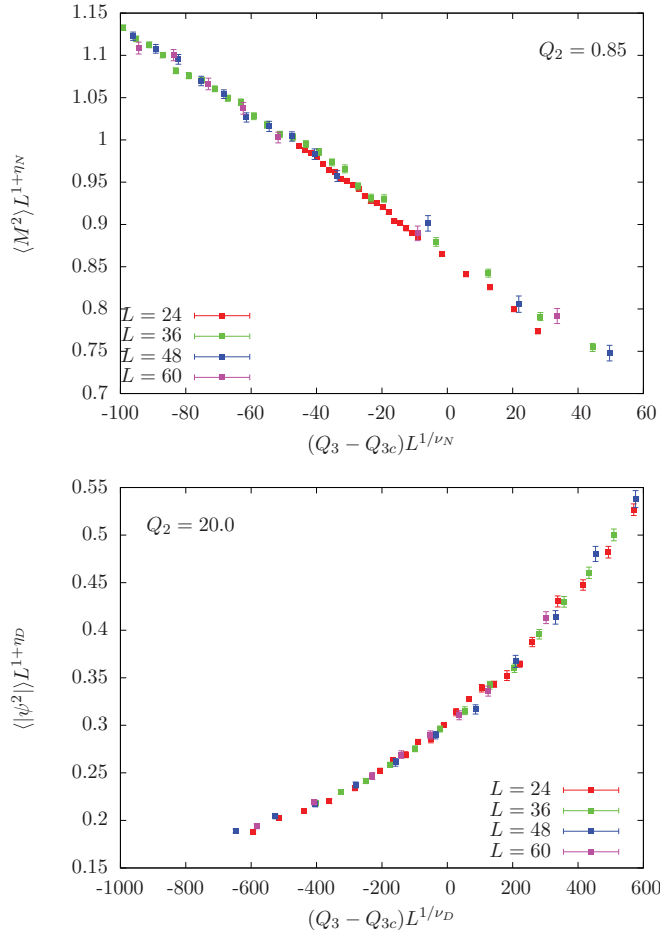 1.15
1.1
1.05
1
0.95
0.9
0.85
0.8
0.75
0.7
⟨M²⟩L^{1+η_N}
Q₂ = 0.85
L = 24
L = 36
L = 48
L = 60
-100 -80 -60 -40 -20 0 20 40 60
(Q₃ − Q₃c)L^{1/ν_N}
0.55
0.5
0.45
0.4
0.35
0.3
0.25
0.2
0.15
⟨|ψ²|⟩L^{1+η_D}
Q₂ = 20.0
L = 24
L = 36
L = 48
L = 60
-1000 -800 -600 -400 -200 0 200 400 600
(Q₃ − Q₃c)L^{1/ν_D}